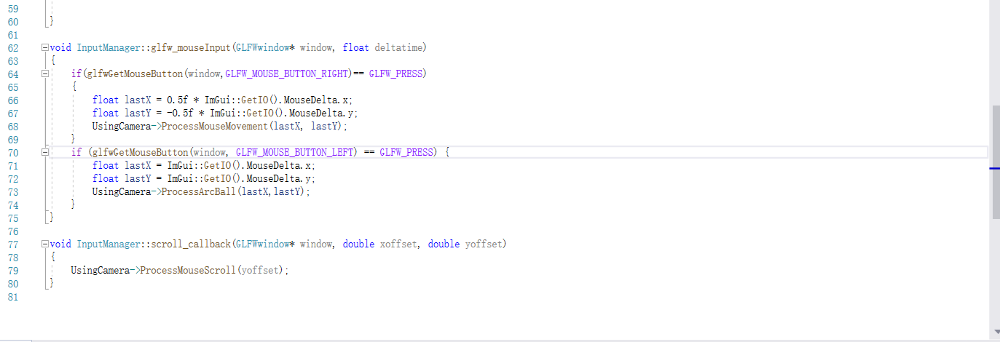 59
60 }
61
62 void InputManager::glfw_mouseInput(GLFWwindow* window, float deltatime)
63 {
64 if(glfwGetMouseButton(window,GLFW_MOUSE_BUTTON_RIGHT)== GLFW_PRESS)
65 {
66 float lastX = 0.5f * ImGui::GetIO().MouseDelta.x;
67 float lastY = -0.5f * ImGui::GetIO().MouseDelta.y;
68 UsingCamera->ProcessMouseMovement(lastX, lastY);
69 }
70 if (glfwGetMouseButton(window, GLFW_MOUSE_BUTTON_LEFT) == GLFW_PRESS) {
71 float lastX = ImGui::GetIO().MouseDelta.x;
72 float lastY = ImGui::GetIO().MouseDelta.y;
73 UsingCamera->ProcessArcBall(lastX,lastY);
74 }
75 }
76
77 void InputManager::scroll_callback(GLFWwindow* window, double xoffset, double yoffset)
78 {
79 UsingCamera->ProcessMouseScroll(yoffset);
80 }
81